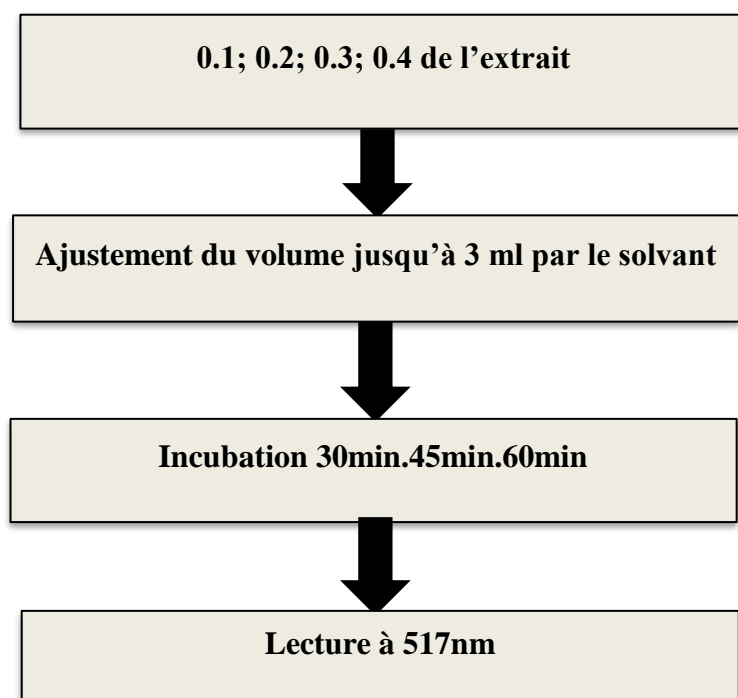 0.1; 0.2; 0.3; 0.4 de l’extrait
Ajustement du volume jusqu’à 3 ml par le solvant
Incubation 30min.45min.60min
Lecture à 517nm